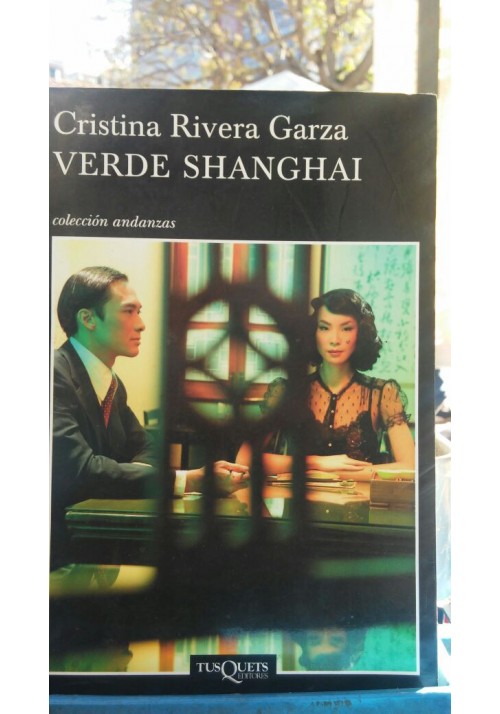 Cristina Rivera Garza
VERDE SHANGHAI
colección andanzas
TUSQUETS
EDITORES